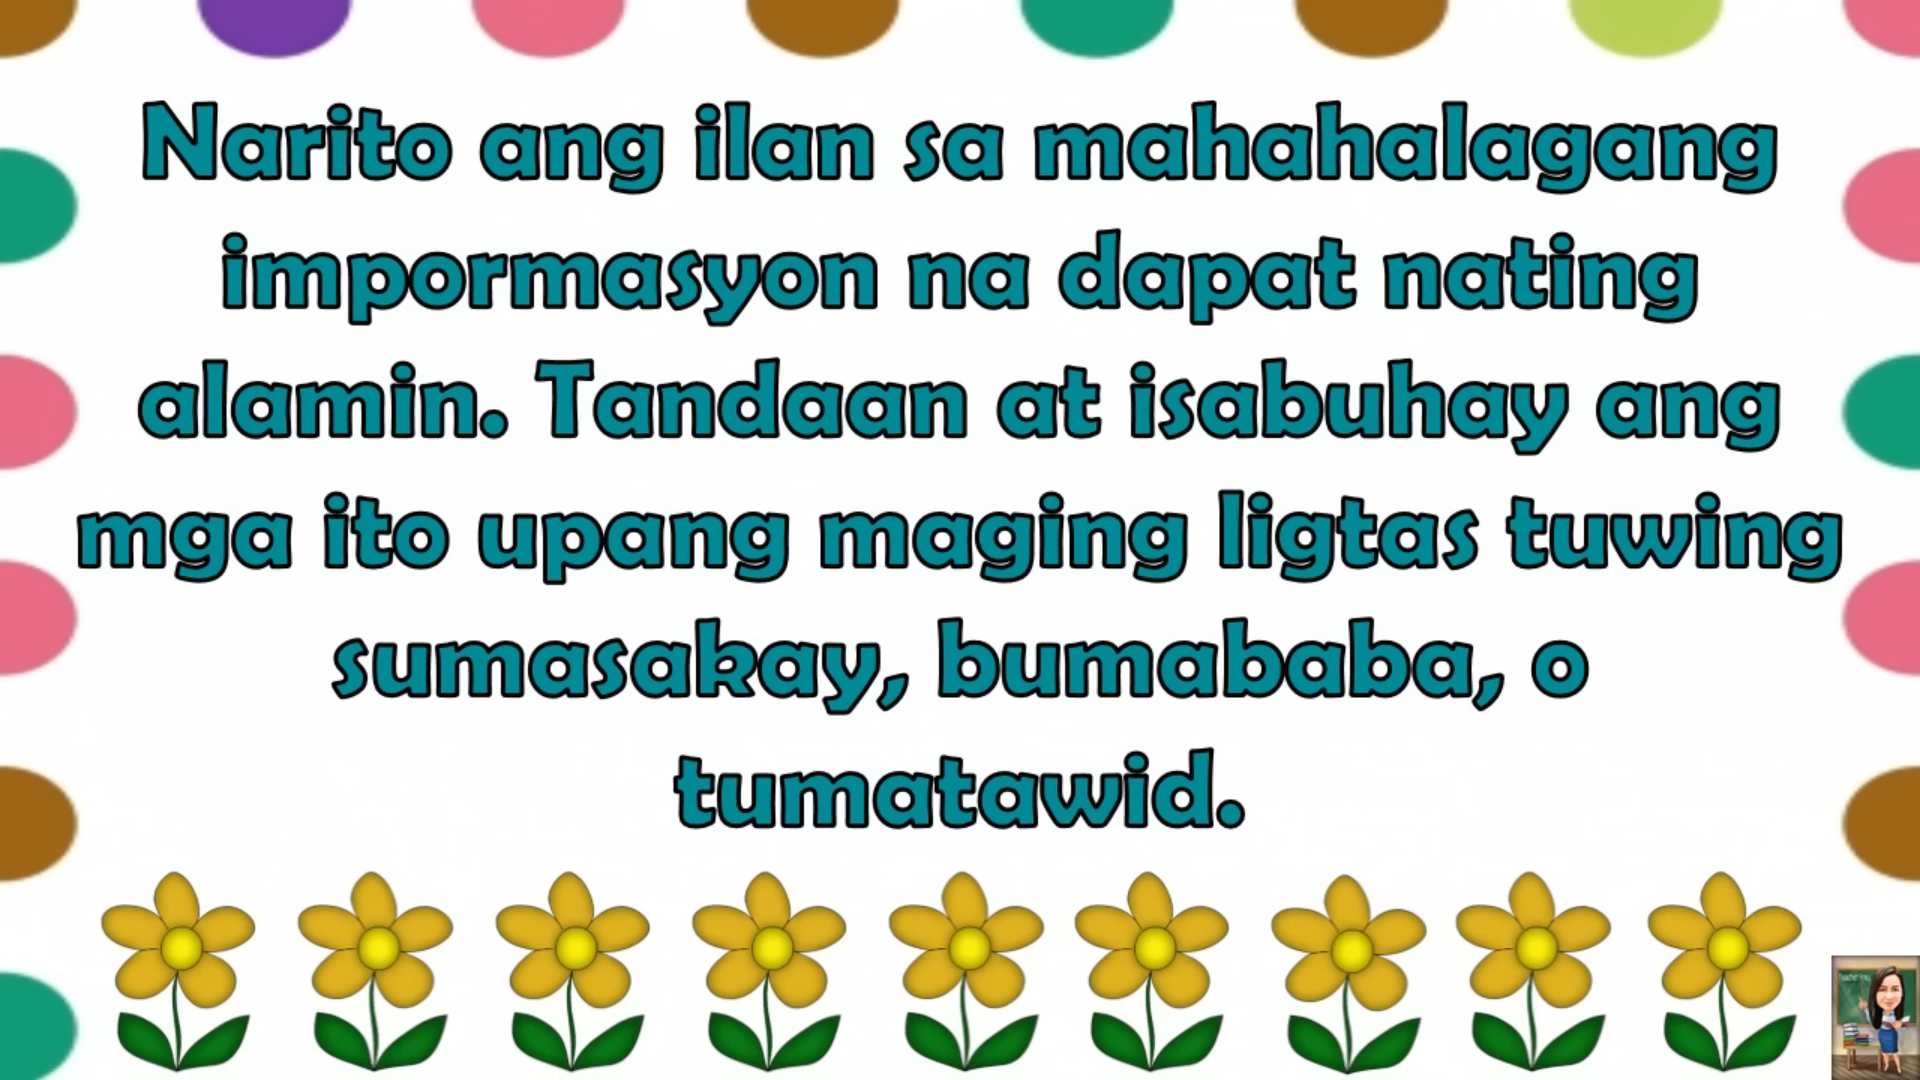 Narito ang ilan sa mahahalagang
impormasyon na dapat nating
alamin. Tandaan at isabuhay ang
mga ito upang maging ligtas tuwing
sumasakay, bumababa, o
tumatawid.